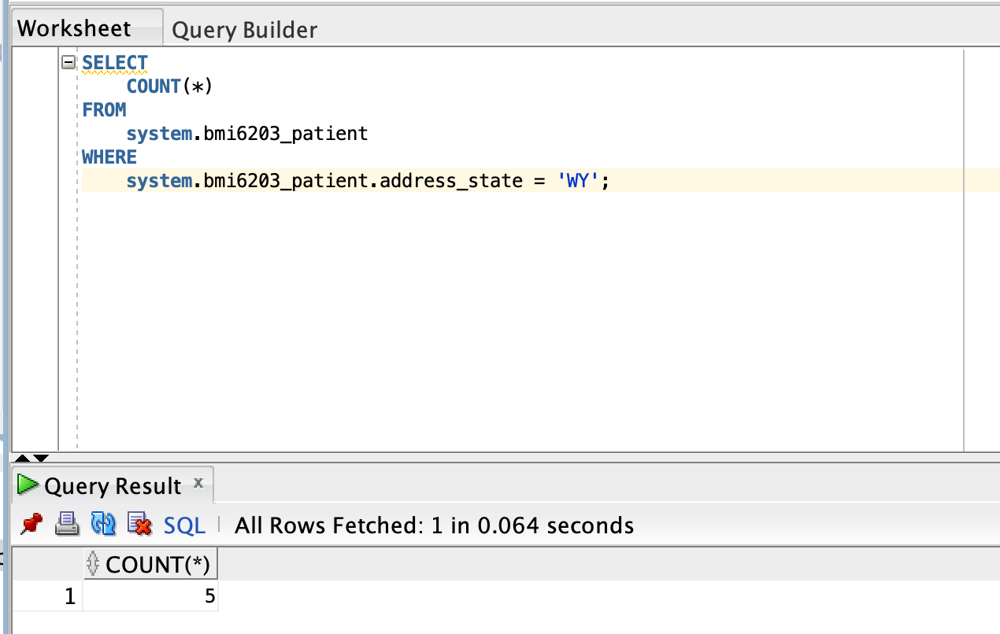 Worksheet Query Builder
SELECT
COUNT(*)
FROM
system.bmi6203_patient
WHERE
system.bmi6203_patient.address_state = 'WY';
Query Result x
SQL | All Rows Fetched: 1 in 0.064 seconds
COUNT(*)
1 5